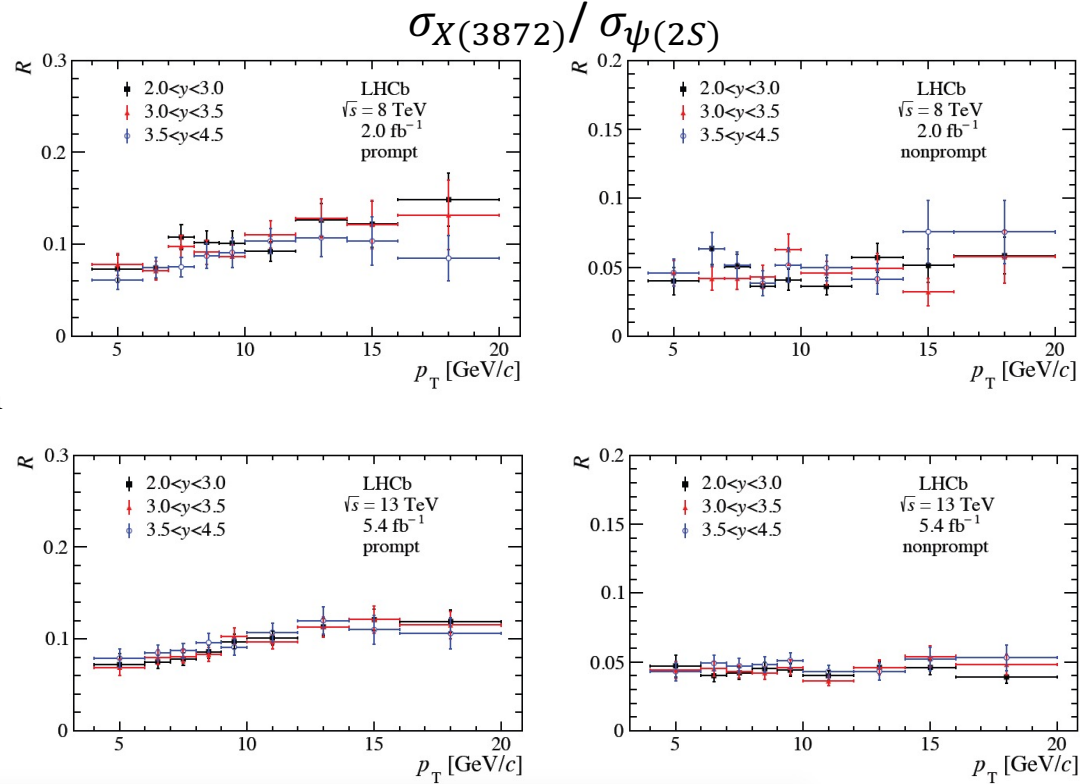 σX(3872)/ σψ(2S)
R
0.3
0.2
0.1
0
2.0<y<3.0
3.0<y<3.5
3.5<y<4.5
LHCb
√s = 8 TeV
2.0 fb⁻¹
prompt
5 10 15 20
pT [GeV/c]
R
0.2
0.15
0.1
0.05
0
2.0<y<3.0
3.0<y<3.5
3.5<y<4.5
LHCb
√s = 8 TeV
2.0 fb⁻¹
nonprompt
5 10 15 20
pT [GeV/c]
R
0.3
0.2
0.1
0
2.0<y<3.0
3.0<y<3.5
3.5<y<4.5
LHCb
√s = 13 TeV
5.4 fb⁻¹
prompt
5 10 15 20
pT [GeV/c]
R
0.2
0.15
0.1
0.05
0
2.0<y<3.0
3.0<y<3.5
3.5<y<4.5
LHCb
√s = 13 TeV
5.4 fb⁻¹
nonprompt
5 10 15 20
pT [GeV/c]